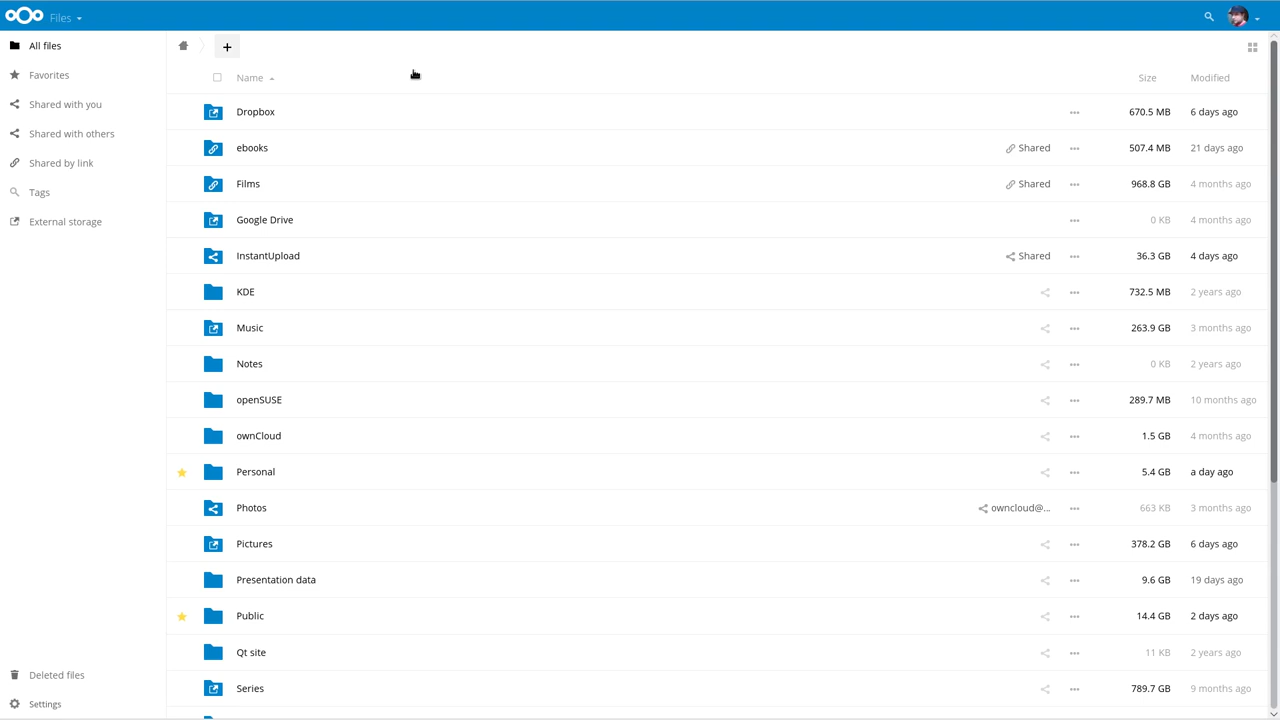 Files
All files
Favorites
Shared with you
Shared with others
Shared by link
Tags
External storage
Deleted files
Settings
+
Name Size Modified
Dropbox ••• 670.5 MB 6 days ago
ebooks Shared ••• 507.4 MB 21 days ago
Films Shared ••• 968.8 GB 4 months ago
Google Drive ••• 0 KB 4 months ago
InstantUpload Shared ••• 36.3 GB 4 days ago
KDE ••• 732.5 MB 2 years ago
Music ••• 263.9 GB 3 months ago
Notes ••• 0 KB 2 years ago
openSUSE ••• 289.7 MB 10 months ago
ownCloud ••• 1.5 GB 4 months ago
Personal ••• 5.4 GB a day ago
Photos owncloud@... ••• 663 KB 3 months ago
Pictures ••• 378.2 GB 6 days ago
Presentation data ••• 9.6 GB 19 days ago
Public ••• 14.4 GB 2 days ago
Qt site ••• 11 KB 2 years ago
Series ••• 789.7 GB 9 months ago